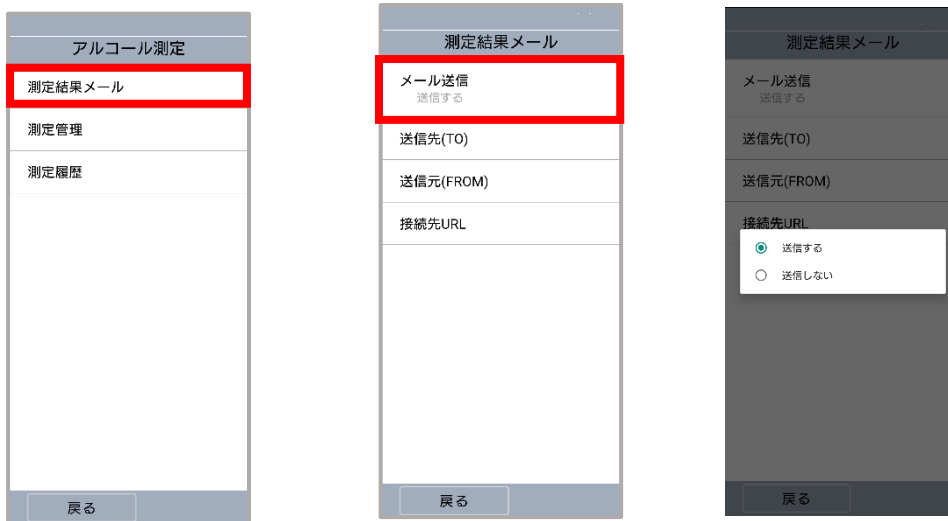 アルコール測定
測定結果メール
測定管理
測定履歴
戻る
測定結果メール
メール送信
送信する
送信先(TO)
送信元(FROM)
接続先URL
戻る
測定結果メール
メール送信
送信する
送信先(TO)
送信元(FROM)
接続先URL
送信する
送信しない
戻る